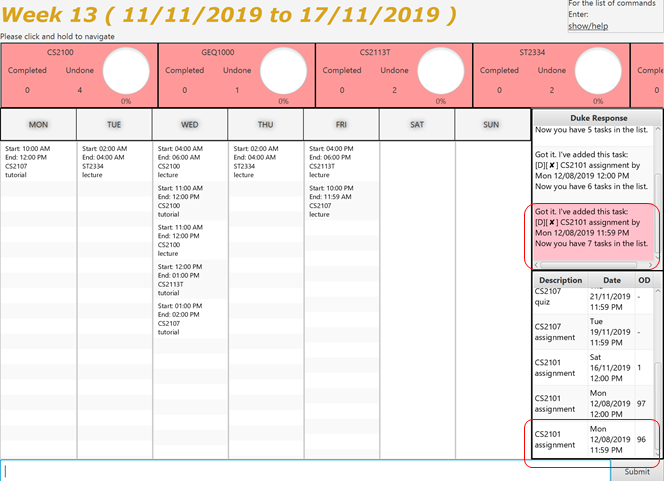 Week 13 ( 11/11/2019 to 17/11/2019 )
For the list of commands
Enter:
show/help
Please click and hold to navigate
CS2100
Completed Undone
0 4
0%
GEQ1000
Completed Undone
0 1
0%
CS2113T
Completed Undone
0 2
0%
ST2334
Completed Undone
0 2
0%
Completed
0
MON TUE WED THU FRI SAT SUN
Start: 10:00 AM
End: 12:00 PM
CS2107
tutorial
Start: 02:00 AM
End: 04:00 AM
ST2334
lecture
Start: 04:00 AM
End: 06:00 AM
CS2100
lecture
Start: 11:00 AM
End: 12:00 PM
CS2100
tutorial
Start: 11:00 AM
End: 12:00 PM
CS2100
lecture
Start: 12:00 PM
End: 01:00 PM
CS2113T
tutorial
Start: 01:00 PM
End: 02:00 PM
CS2107
tutorial
Start: 02:00 AM
End: 04:00 AM
ST2334
lecture
Start: 04:00 PM
End: 06:00 PM
CS2113T
lecture
Start: 10:00 PM
End: 11:59 AM
CS2107
lecture
Duke Response
Now you have 5 tasks in the list.
Got it. I've added this task:
[D][✘] CS2101 assignment by
Mon 12/08/2019 12:00 PM
Now you have 6 tasks in the list.
Got it. I've added this task:
[D][✘] CS2101 assignment by
Mon 12/08/2019 11:59 PM
Now you have 7 tasks in the list.
Description Date OD
CS2107
quiz
21/11/2019
11:59 PM
-
CS2107
assignment
Tue
19/11/2019
11:59 PM
-
CS2101
assignment
Sat
16/11/2019
12:00 PM
1
CS2101
assignment
Mon
12/08/2019
12:00 PM
97
CS2101
assignment
Mon
12/08/2019
11:59 PM
96
Submit